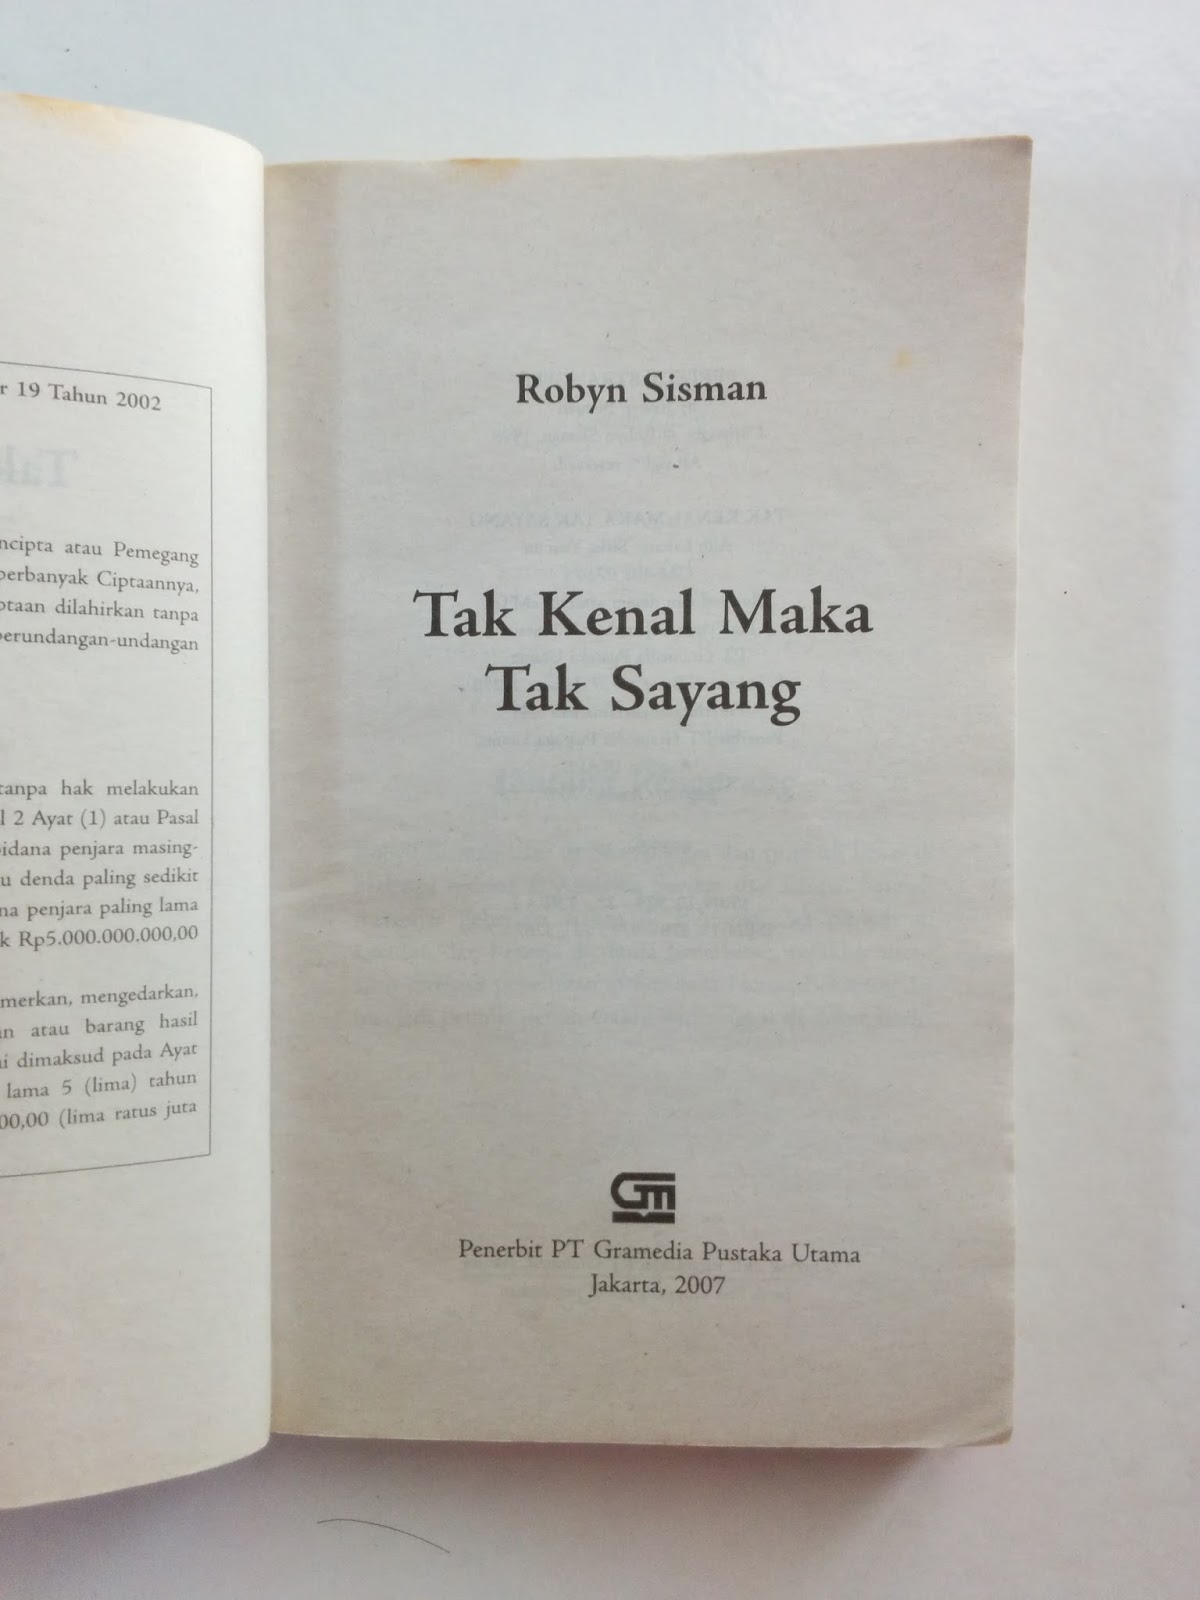 r 19 Tahun 2002
ncipta atau Pemegang
perbanyak Ciptaannya,
ptaan dilahirkan tanpa
perundangan-undangan
tanpa hak melakukan
l 2 Ayat (1) atau Pasal
pidana penjara masing-
u denda paling sedikit
na penjara paling lama
k Rp5.000.000.000,00
merkan, mengedarkan,
an atau barang hasil
ai dimaksud pada Ayat
lama 5 (lima) tahun
00,00 (lima ratus juta
Robyn Sisman
Tak Kenal Maka
Tak Sayang
Gm
Penerbit PT Gramedia Pustaka Utama
Jakarta, 2007